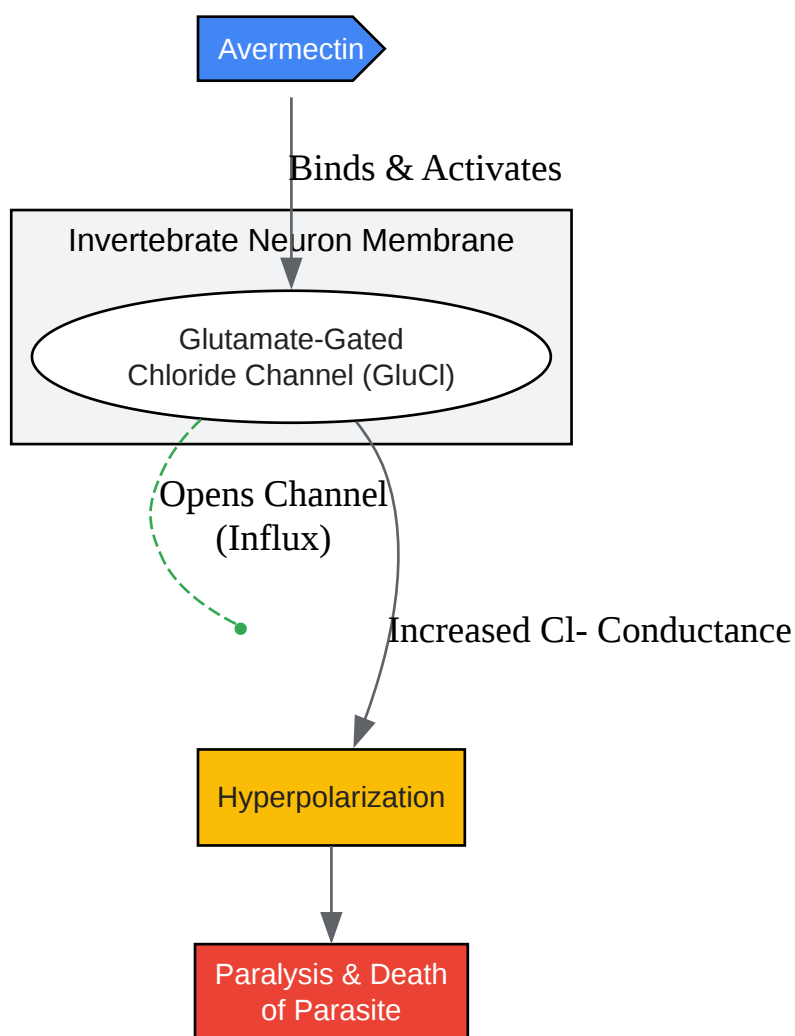 Avermectin
Binds & Activates
Invertebrate Neuron Membrane
Glutamate-Gated
Chloride Channel (GluCl)
Opens Channel
(Influx)
Increased Cl- Conductance
Hyperpolarization
Paralysis & Death
of Parasite